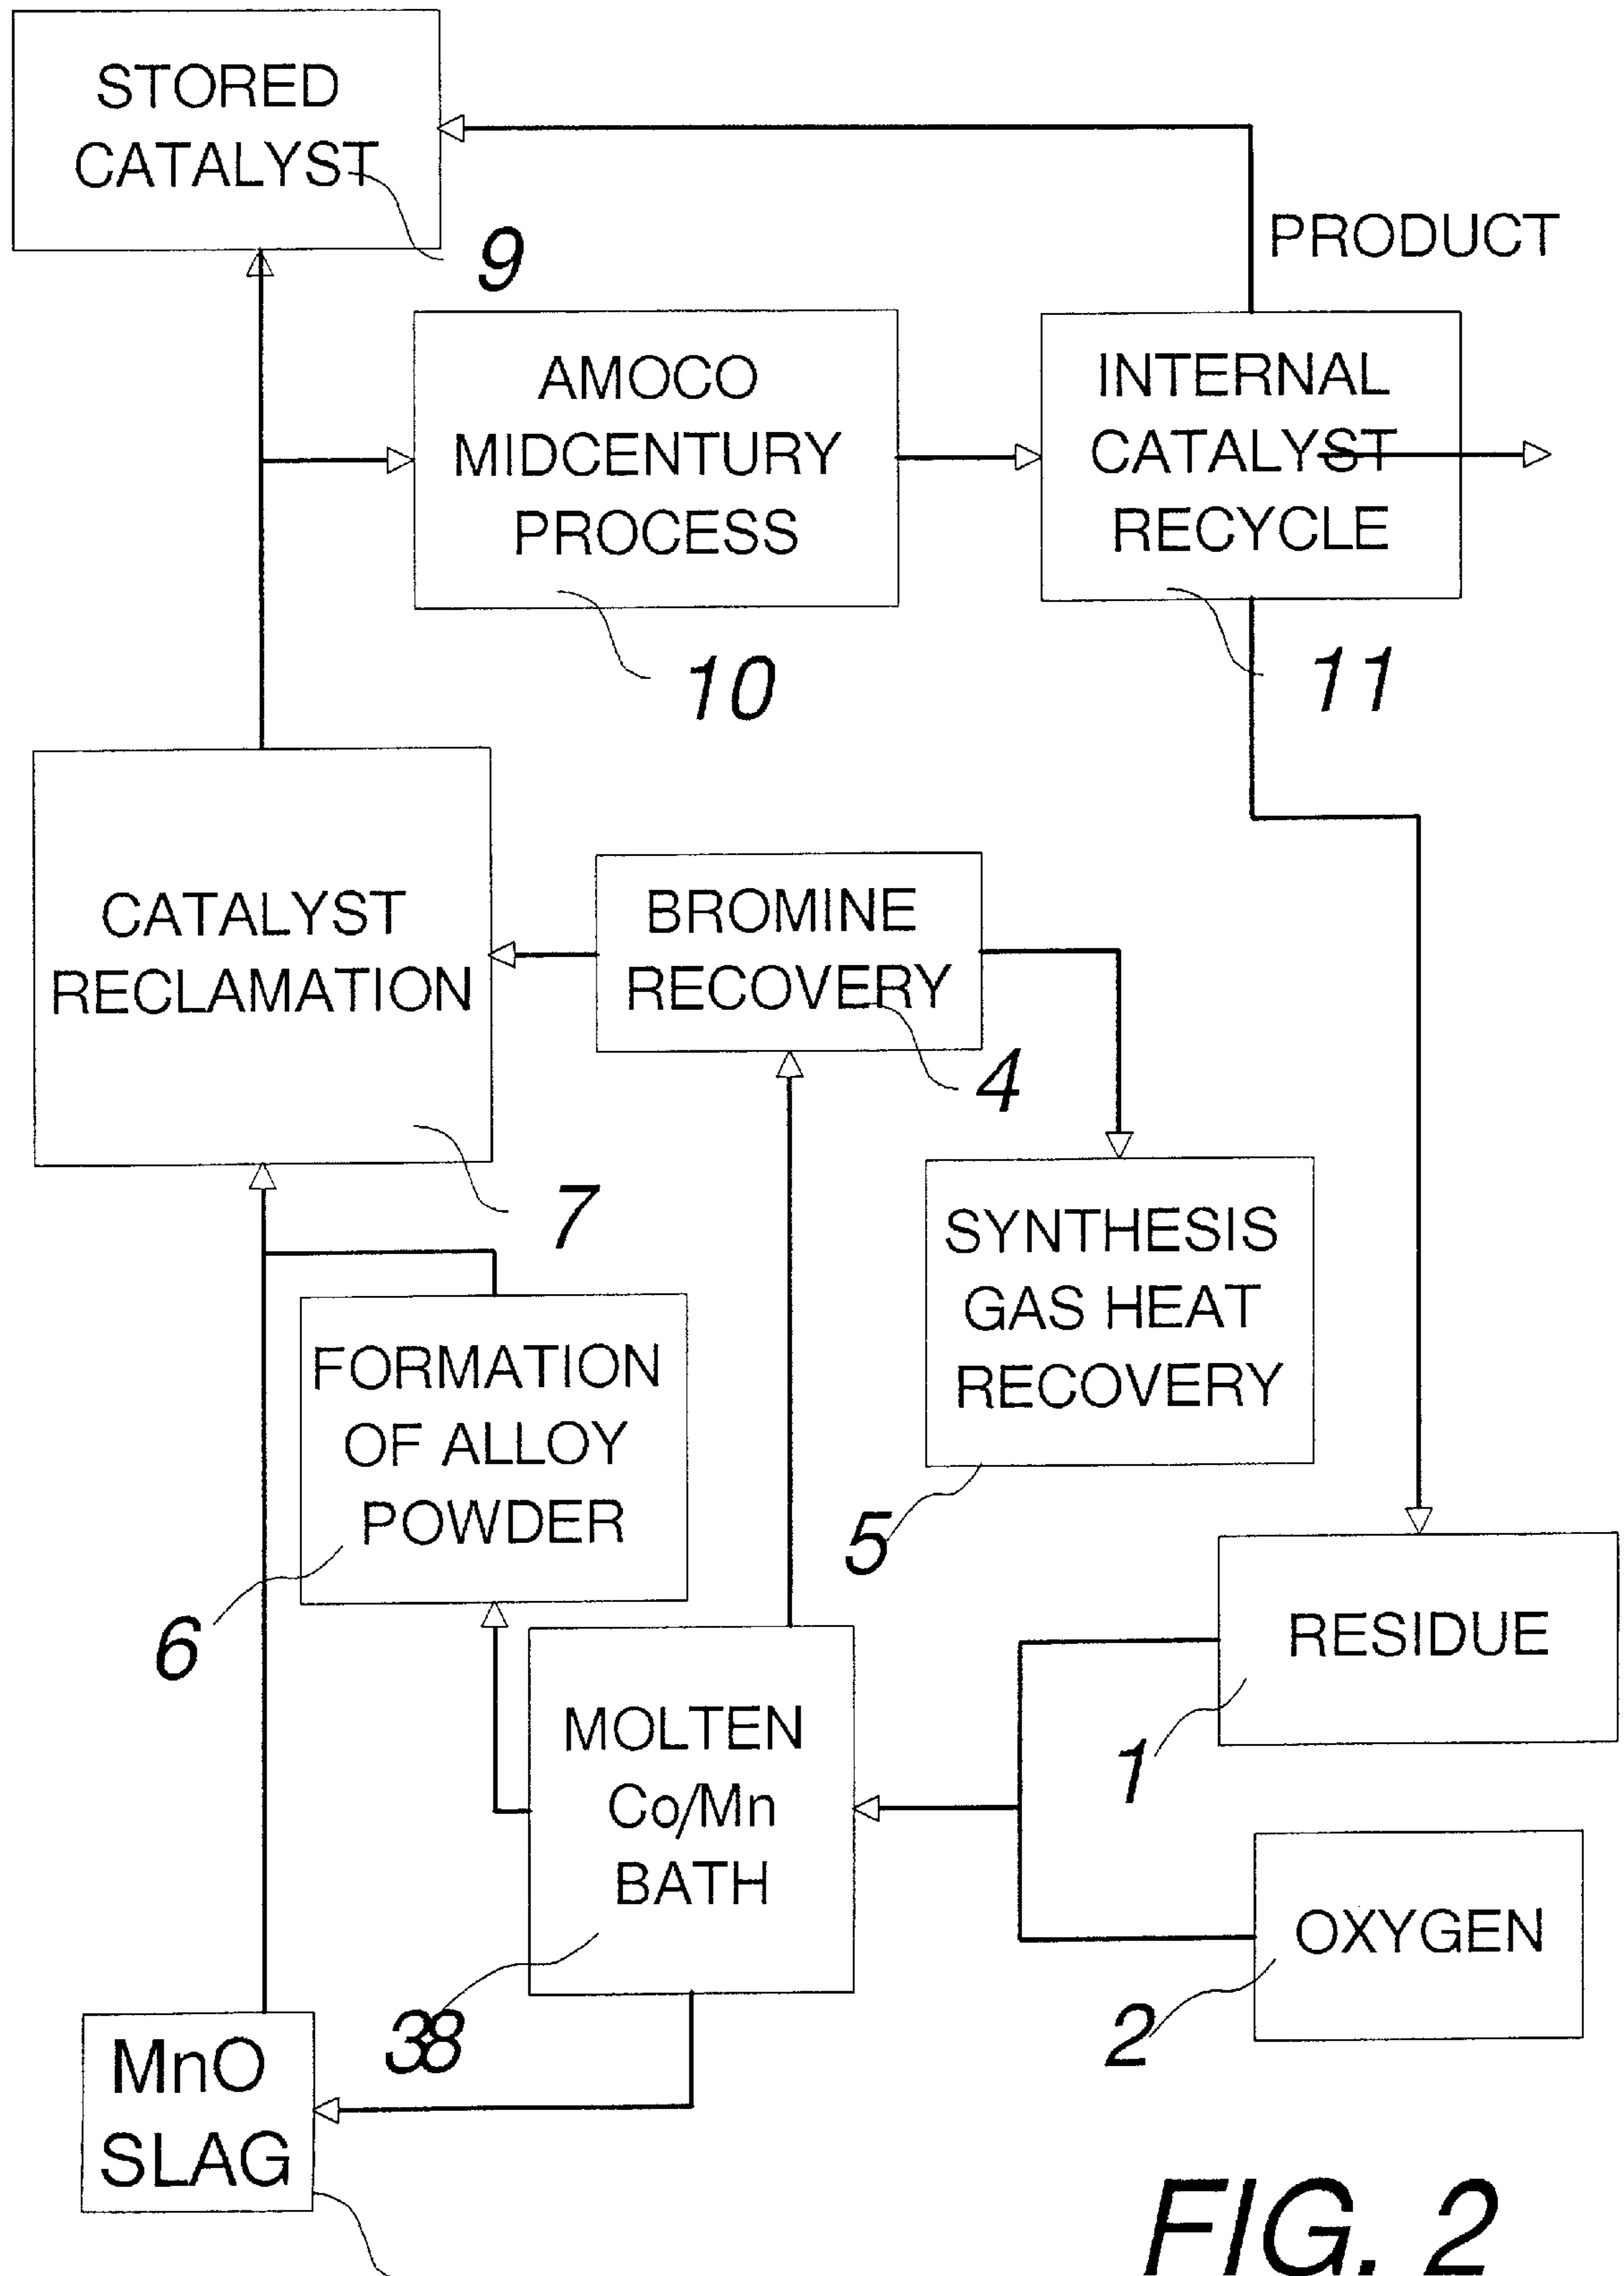 STORED
CATALYST
9
PRODUCT
AMOCO
MIDCENTURY
PROCESS
10
INTERNAL
CATALYST
RECYCLE
11
CATALYST
RECLAMATION
7
BROMINE
RECOVERY
4
SYNTHESIS
GAS HEAT
RECOVERY
5
FORMATION
OF ALLOY
POWDER
6
MOLTEN
Co/Mn
BATH
38
RESIDUE
1
OXYGEN
2
MnO
SLAG
FIG. 2